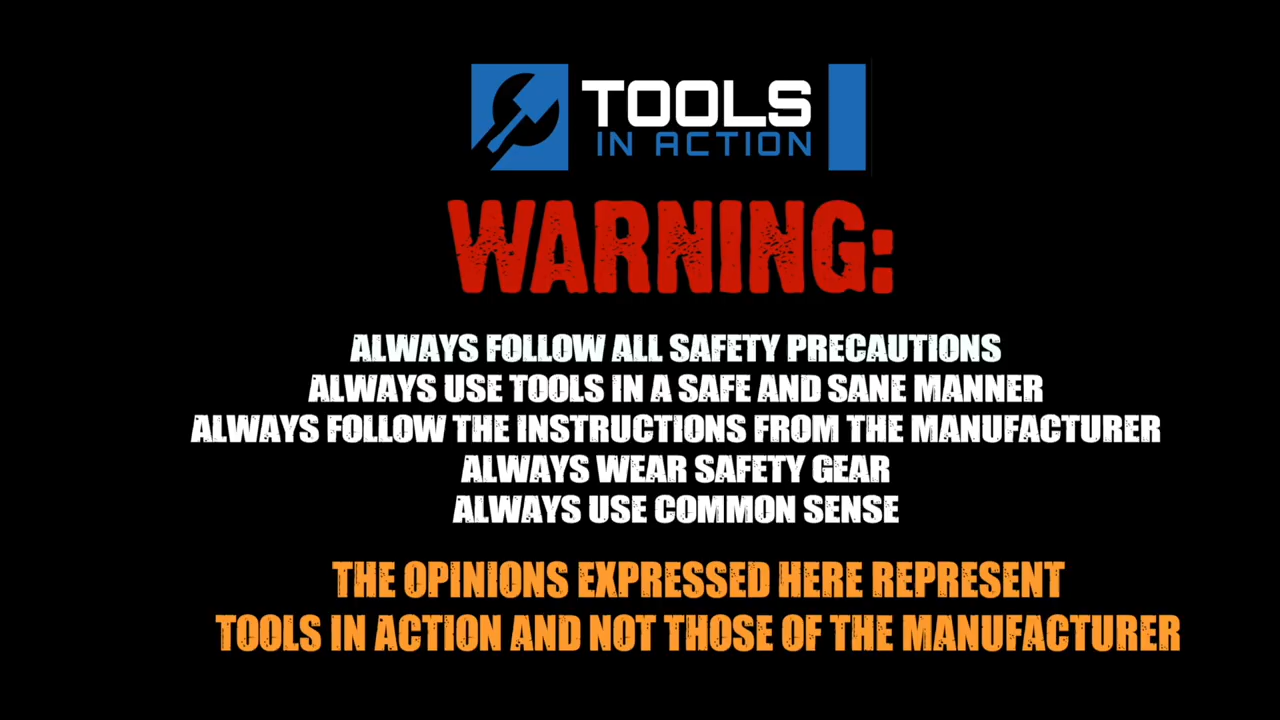 TOOLS
IN ACTION
WARNING:
ALWAYS FOLLOW ALL SAFETY PRECAUTIONS
ALWAYS USE TOOLS IN A SAFE AND SANE MANNER
ALWAYS FOLLOW THE INSTRUCTIONS FROM THE MANUFACTURER
ALWAYS WEAR SAFETY GEAR
ALWAYS USE COMMON SENSE
THE OPINIONS EXPRESSED HERE REPRESENT
TOOLS IN ACTION AND NOT THOSE OF THE MANUFACTURER